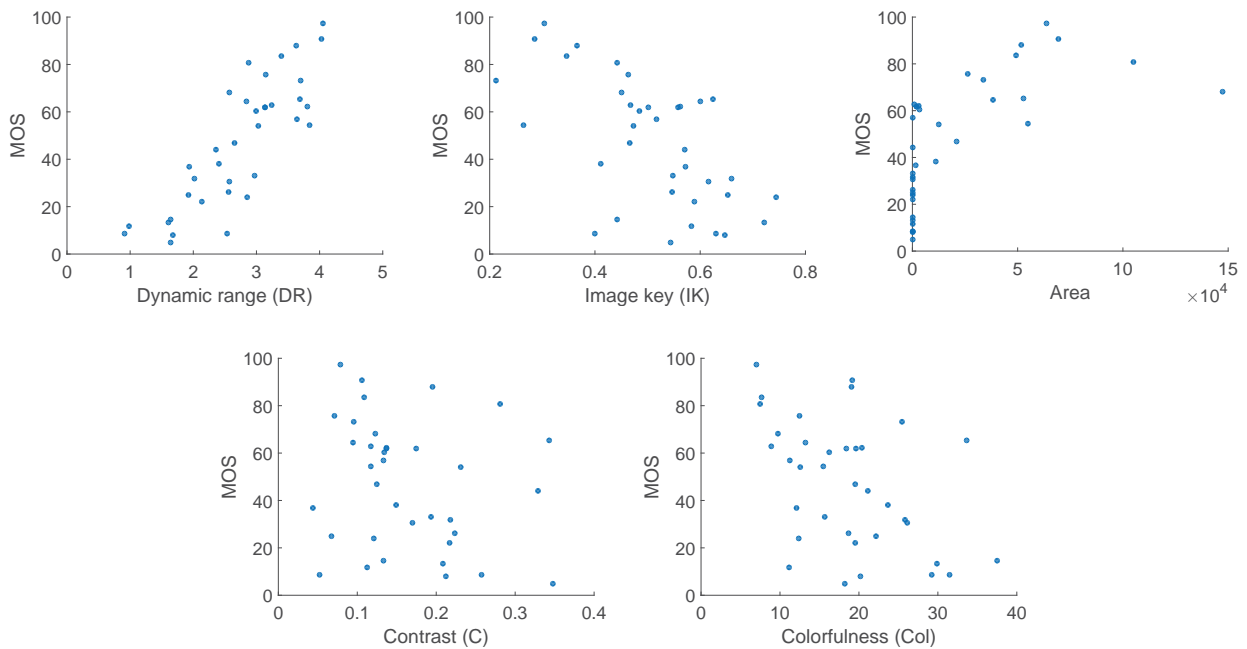 100
80
60
40
20
0
MOS
0 1 2 3 4 5
Dynamic range (DR)
100
80
60
40
20
0
MOS
0.2 0.4 0.6 0.8
Image key (IK)
100
80
60
40
20
0
MOS
0 5 10 15
Area
×10⁴
100
80
60
40
20
0
MOS
0 0.1 0.2 0.3 0.4
Contrast (C)
100
80
60
40
20
0
MOS
0 10 20 30 40
Colorfulness (Col)